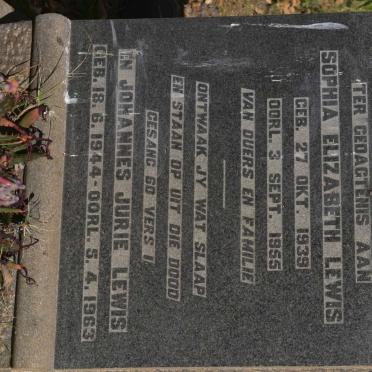 TER GEDAGTENIS AAN
SOPHIA ELIZABETH LEWIS
GEB. 27 OKT 1939
OORL. 3 SEPT. 1955
VAN OUERS EN FAMILIE
ONTWAAK JY WAT SLAAP
EN STAAN OP UIT DIE DOOD
GESANG 60 VERS 1
EN JOHANNES JURIE LEWIS
GEB. 18.6.1944 - OORL. 5.4.1963